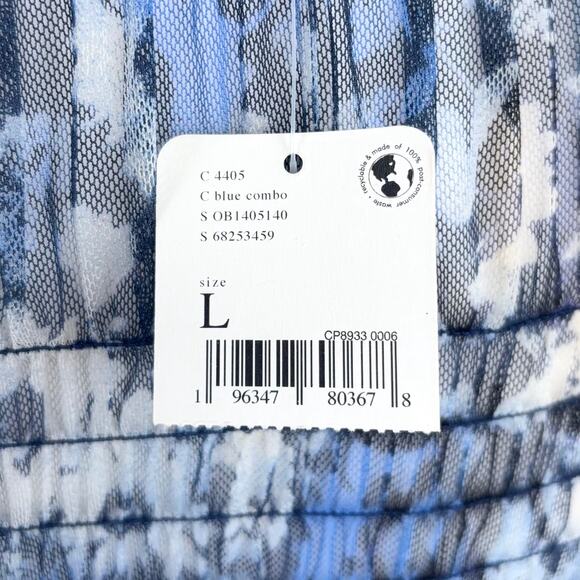 C 4405
C blue combo
S OB1405140
S 68253459
recyclable & made of 100% post-consumer waste •
size
L
CP8933 0006
1 96347 80367 8